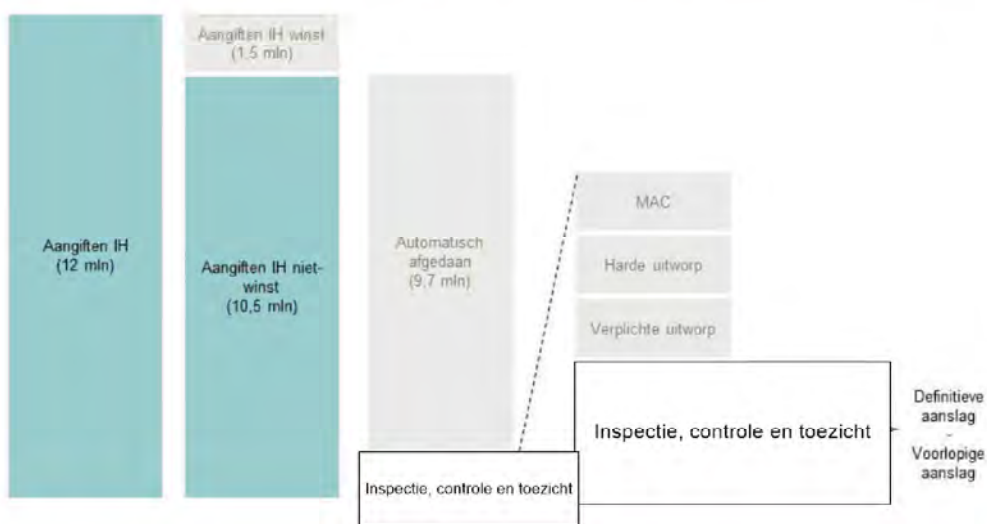 Aangiften IH
(12 mln)
Aangiften IH winst
(1,5 mln)
Aangiften IH niet-
winst
(10,5 mln)
Automatisch
afgedaan
(9,7 mln)
Inspectie, controle en toezicht
MAC
Harde uitworp
Verplichte uitworp
Inspectie, controle en toezicht
Definitieve
aanslag
-
Voorlopige
aanslag